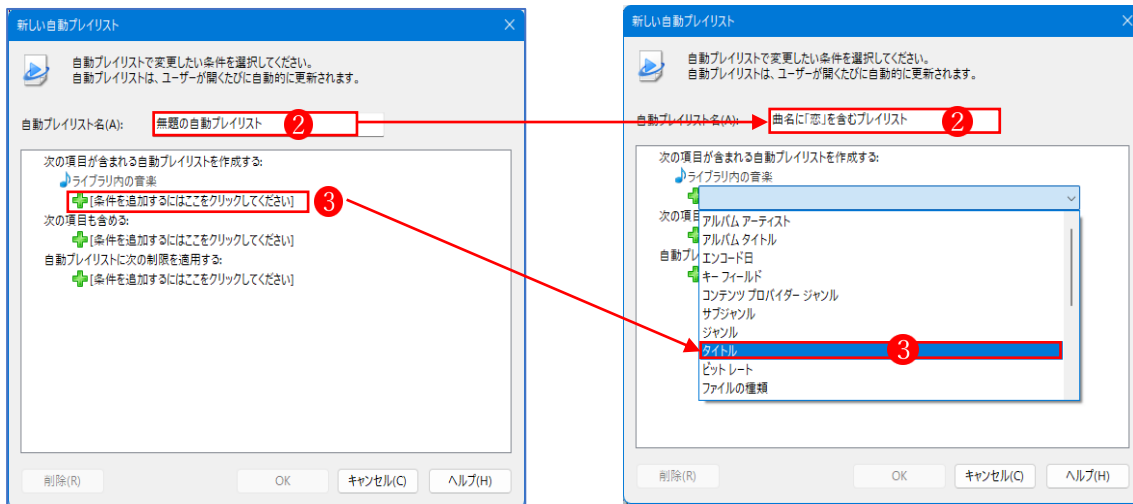 新しい自動プレイリスト
自動プレイリストで変更したい条件を選択してください。
自動プレイリストは、ユーザーが開くたびに自動的に更新されます。
自動プレイリスト名(A):
無題の自動プレイリスト
2
次の項目が含まれる自動プレイリストを作成する:
ライブラリ内の音楽
[条件を追加するにはここをクリックしてください]
3
次の項目も含める:
[条件を追加するにはここをクリックしてください]
自動プレイリストに次の制限を適用する:
[条件を追加するにはここをクリックしてください]
削除(R)
OK
キャンセル(C)
ヘルプ(H)
新しい自動プレイリスト
自動プレイリストで変更したい条件を選択してください。
自動プレイリストは、ユーザーが開くたびに自動的に更新されます。
自動プレイリスト名(A):
曲名に「恋」を含むプレイリスト
2
次の項目が含まれる自動プレイリストを作成する:
ライブラリ内の音楽
次の項目
自動プレ
アルバム アーティスト
アルバム タイトル
エンコード日
キー フィールド
コンテンツ プロバイダー ジャンル
サブジャンル
ジャンル
タイトル
3
ビット レート
ファイルの種類
削除(R)
OK
キャンセル(C)
ヘルプ(H)